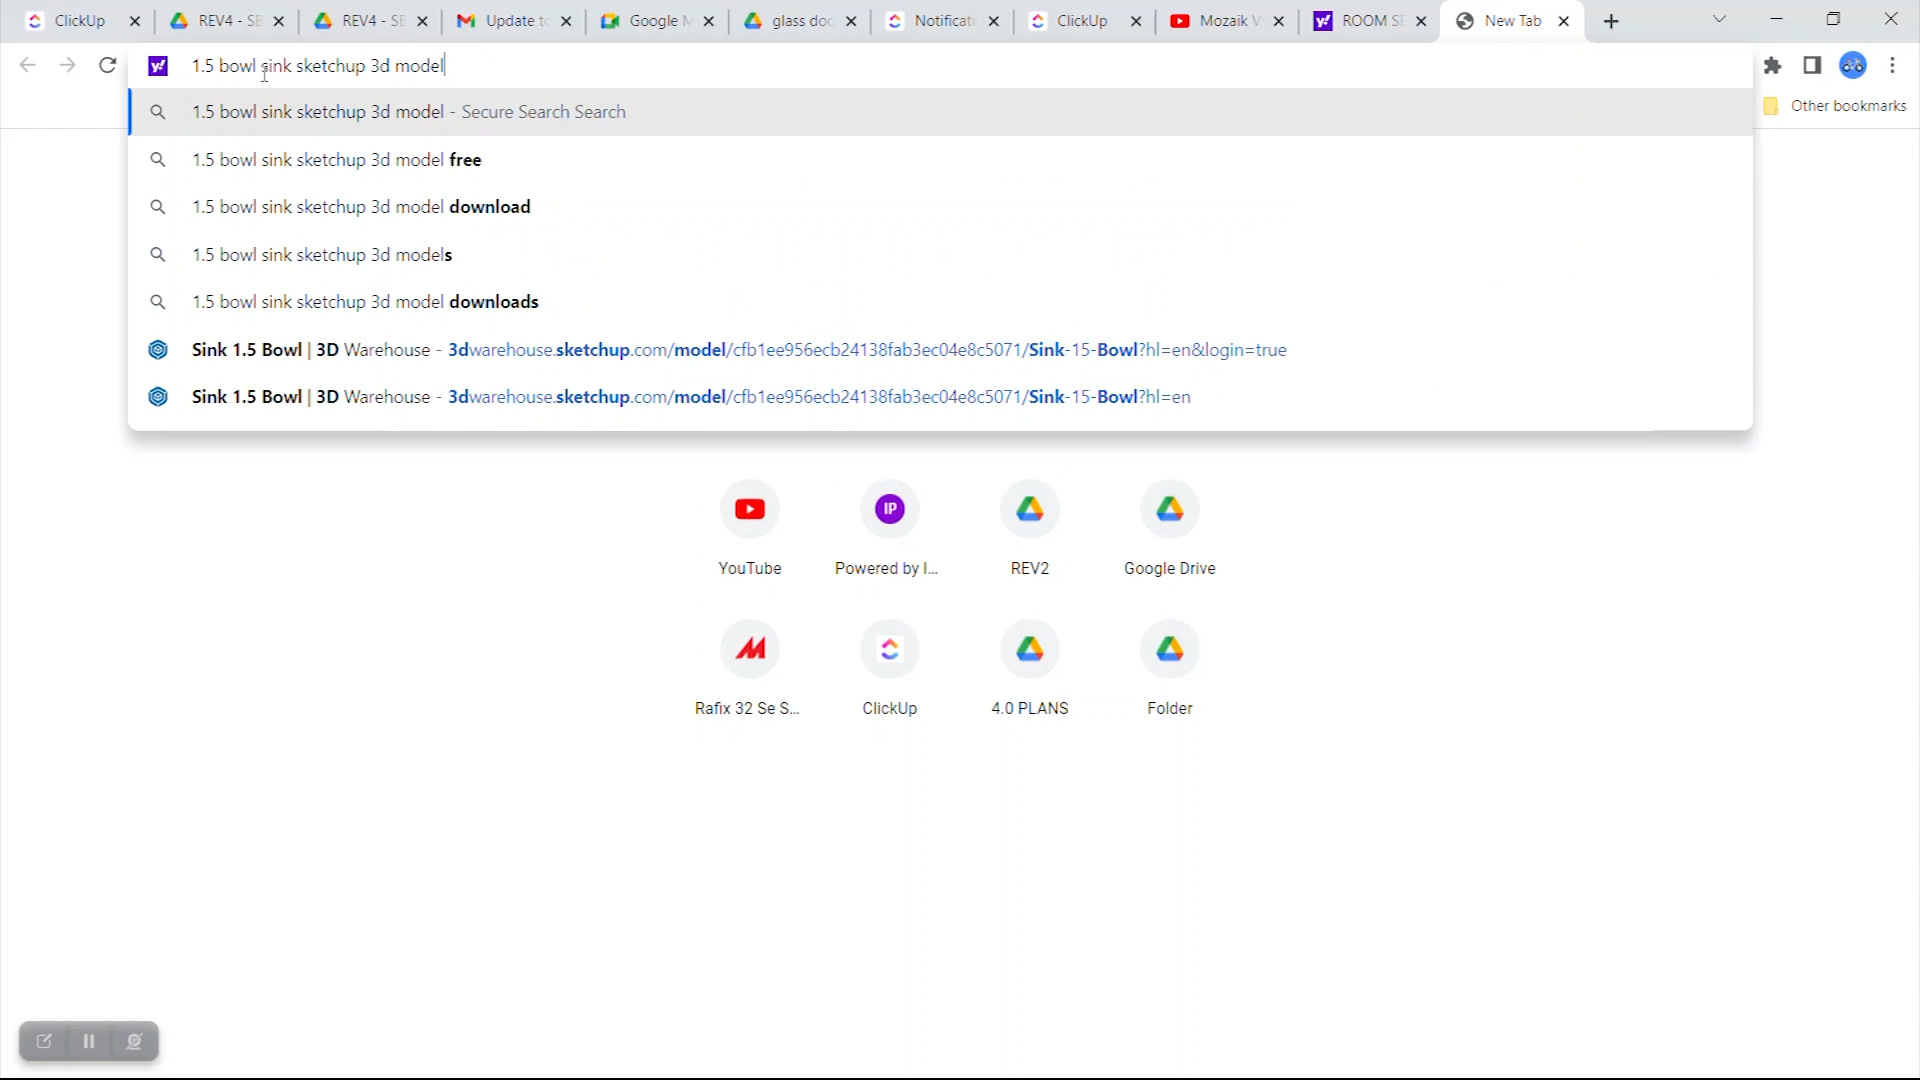 ClickUp
REV4 - SE
REV4 - SE
Update to
Google M
glass doo
Notificati
ClickUp
Mozaik V
ROOM SE
New Tab
1.5 bowl sink sketchup 3d model
Other bookmarks
1.5 bowl sink sketchup 3d model - Secure Search Search
1.5 bowl sink sketchup 3d model free
1.5 bowl sink sketchup 3d model download
1.5 bowl sink sketchup 3d models
1.5 bowl sink sketchup 3d model downloads
Sink 1.5 Bowl | 3D Warehouse - 3dwarehouse.sketchup.com/model/cfb1ee956ecb24138fab3ec04e8c5071/Sink-15-Bowl?hl=en&login=true
Sink 1.5 Bowl | 3D Warehouse - 3dwarehouse.sketchup.com/model/cfb1ee956ecb24138fab3ec04e8c5071/Sink-15-Bowl?hl=en
IP
YouTube
Powered by I...
REV2
Google Drive
Rafix 32 Se S...
ClickUp
4.0 PLANS
Folder